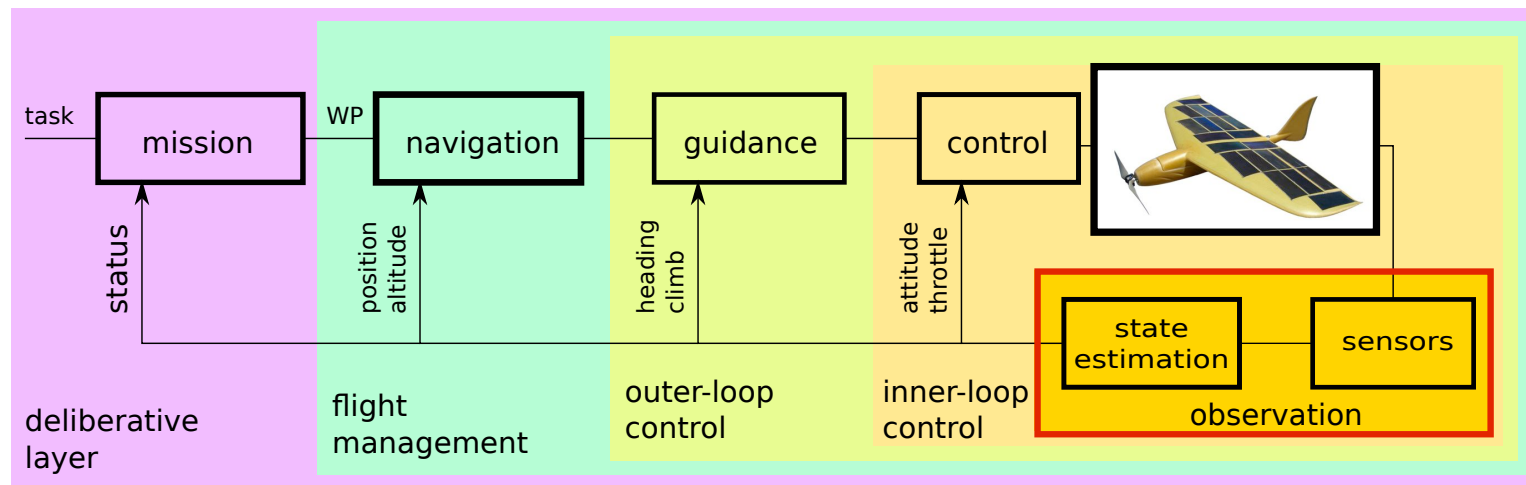 task
mission
WP
navigation
guidance
control
status
position
altitude
heading
climb
attitude
throttle
state
estimation
sensors
observation
deliberative
layer
flight
management
outer-loop
control
inner-loop
control